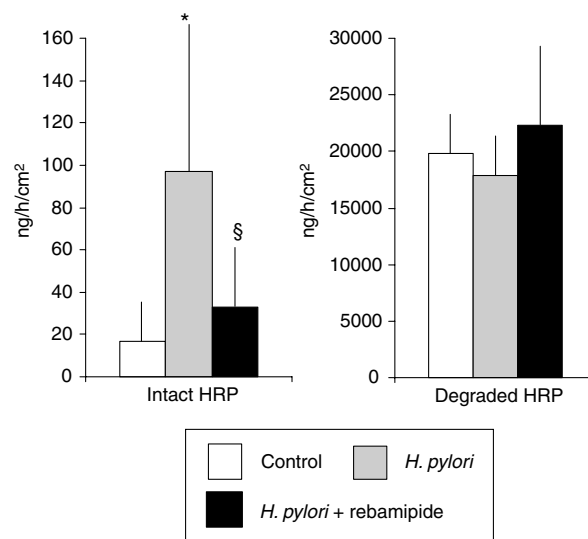 160
140
120
100
80
60
40
20
0
ng/h/cm²
*
§
Intact HRP
30000
25000
20000
15000
10000
5000
0
ng/h/cm²
Degraded HRP
Control
H. pylori
H. pylori + rebamipide